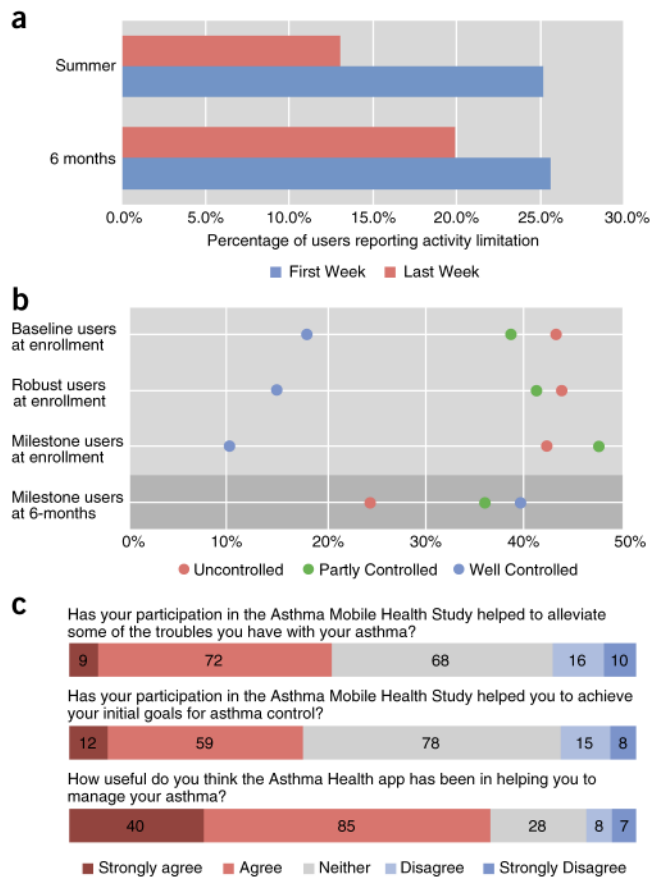 a
Summer
6 months
0.0% 5.0% 10.0% 15.0% 20.0% 25.0% 30.0%
Percentage of users reporting activity limitation
First Week Last Week
b
Baseline users
at enrollment
Robust users
at enrollment
Milestone users
at enrollment
Milestone users
at 6-months
0% 10% 20% 30% 40% 50%
Uncontrolled Partly Controlled Well Controlled
c
Has your participation in the Asthma Mobile Health Study helped to alleviate
some of the troubles you have with your asthma?
9 72 68 16 10
Has your participation in the Asthma Mobile Health Study helped you to achieve
your initial goals for asthma control?
12 59 78 15 8
How useful do you think the Asthma Health app has been in helping you to
manage your asthma?
40 85 28 8 7
Strongly agree Agree Neither Disagree Strongly Disagree